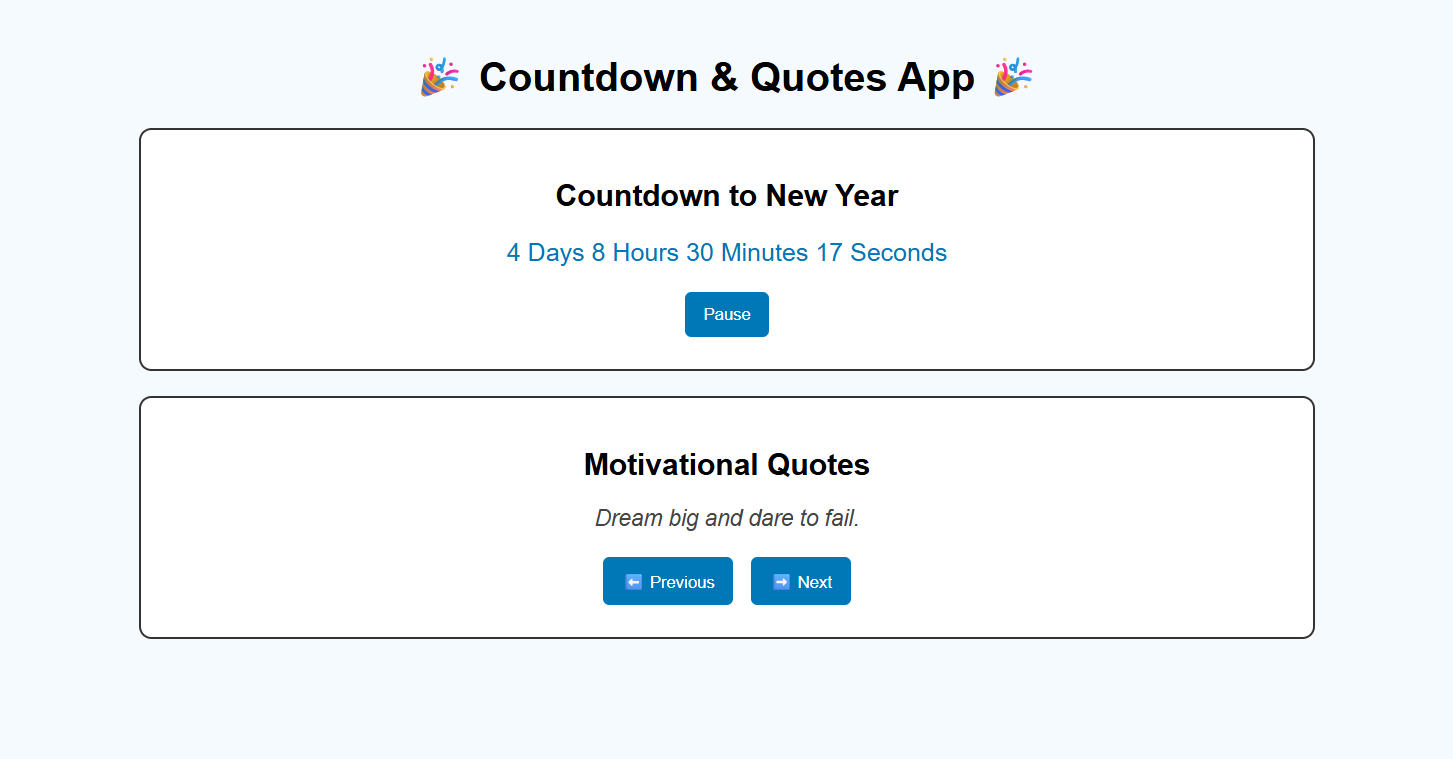 🎉 Countdown & Quotes App 🎉
Countdown to New Year
4 Days 8 Hours 30 Minutes 17 Seconds
Pause
Motivational Quotes
Dream big and dare to fail.
⬅️ Previous ➡️ Next